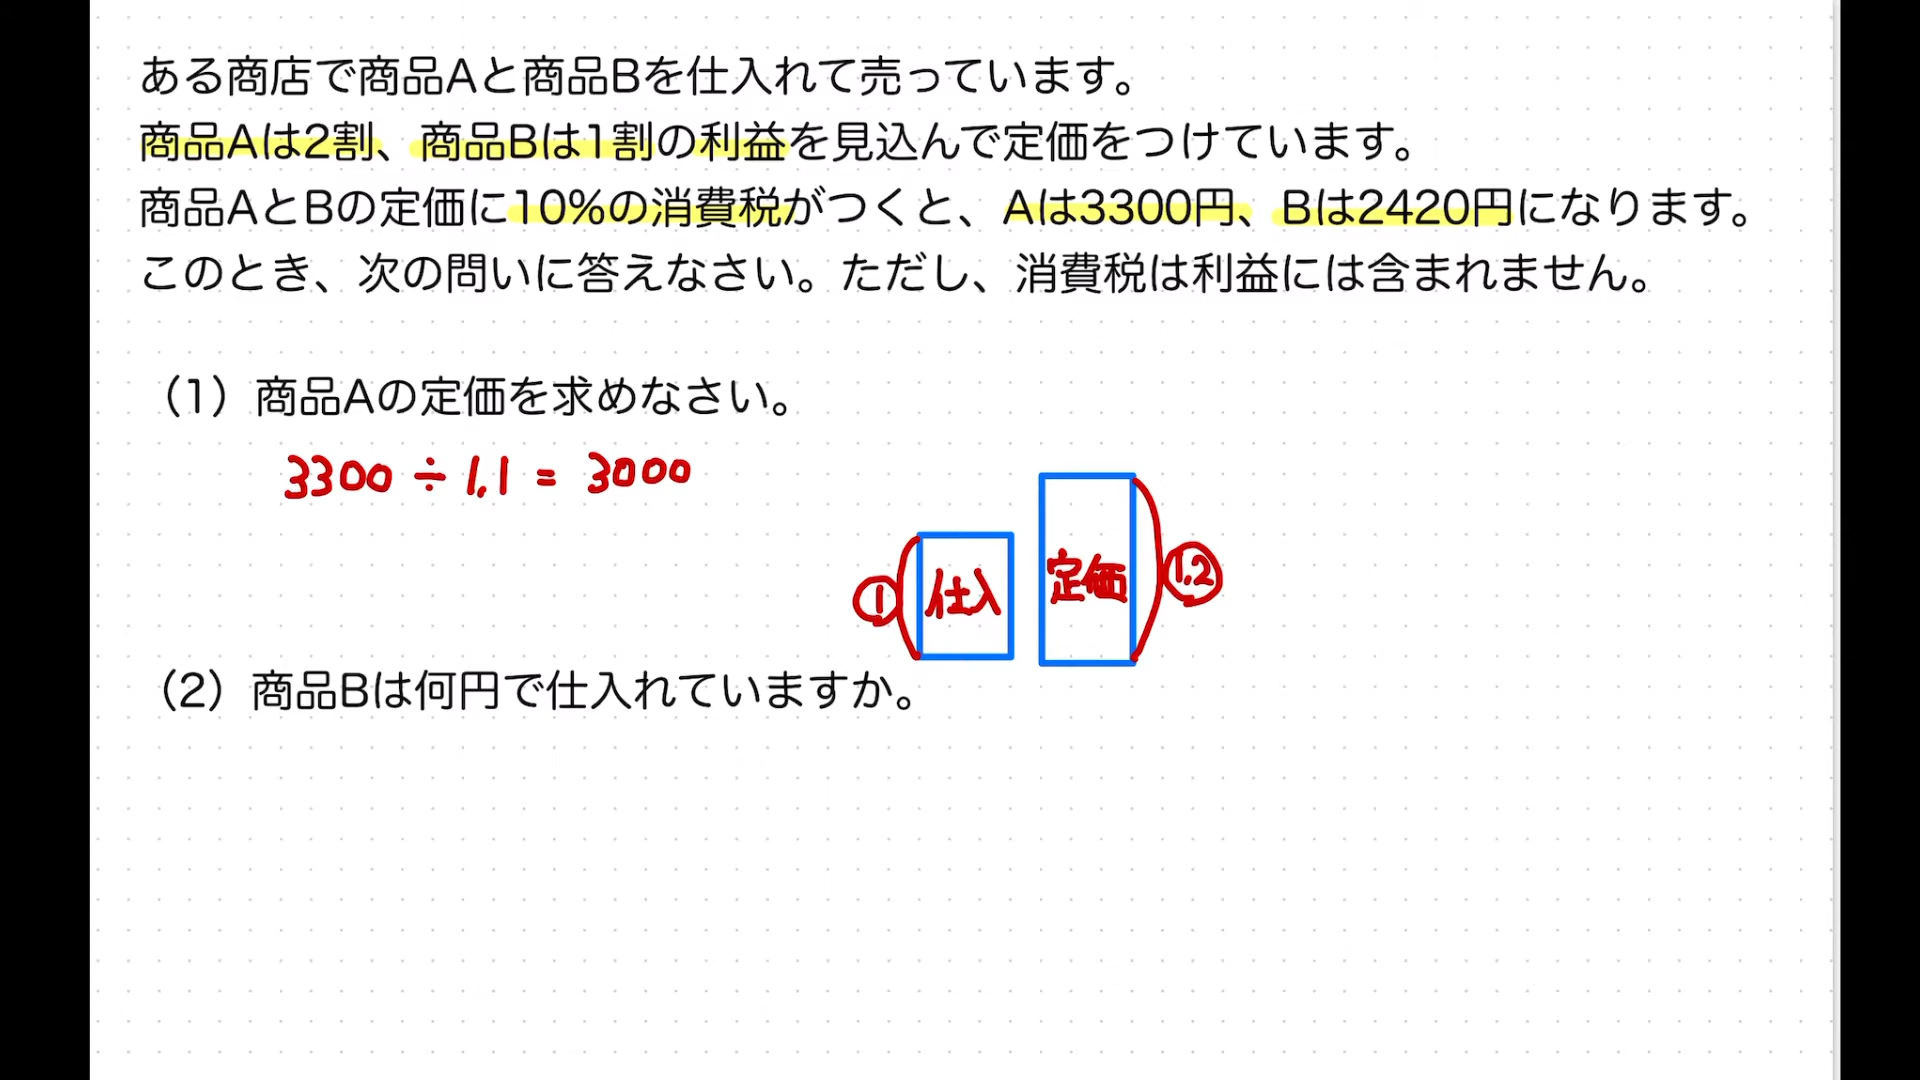 ある商店で商品Aと商品Bを仕入れて売っています。
商品Aは2割、商品Bは1割の利益を見込んで定価をつけています。
商品AとBの定価に10%の消費税がつくと、Aは3300円、Bは2420円になります。
このとき、次の問いに答えなさい。ただし、消費税は利益には含まれません。
（1）商品Aの定価を求めなさい。
3300 ÷ 1.1 = 3000
① 仕入 定価 1.2
（2）商品Bは何円で仕入れていますか。